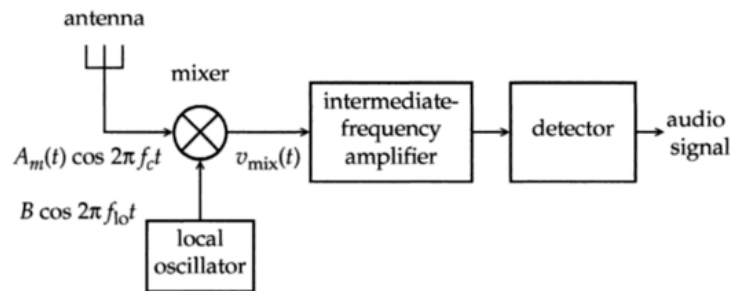 antenna
mixer
intermediate-
frequency
amplifier
detector
audio
signal
A_m(t) cos 2π f_c t
v_mix(t)
B cos 2π f_lo t
local
oscillator